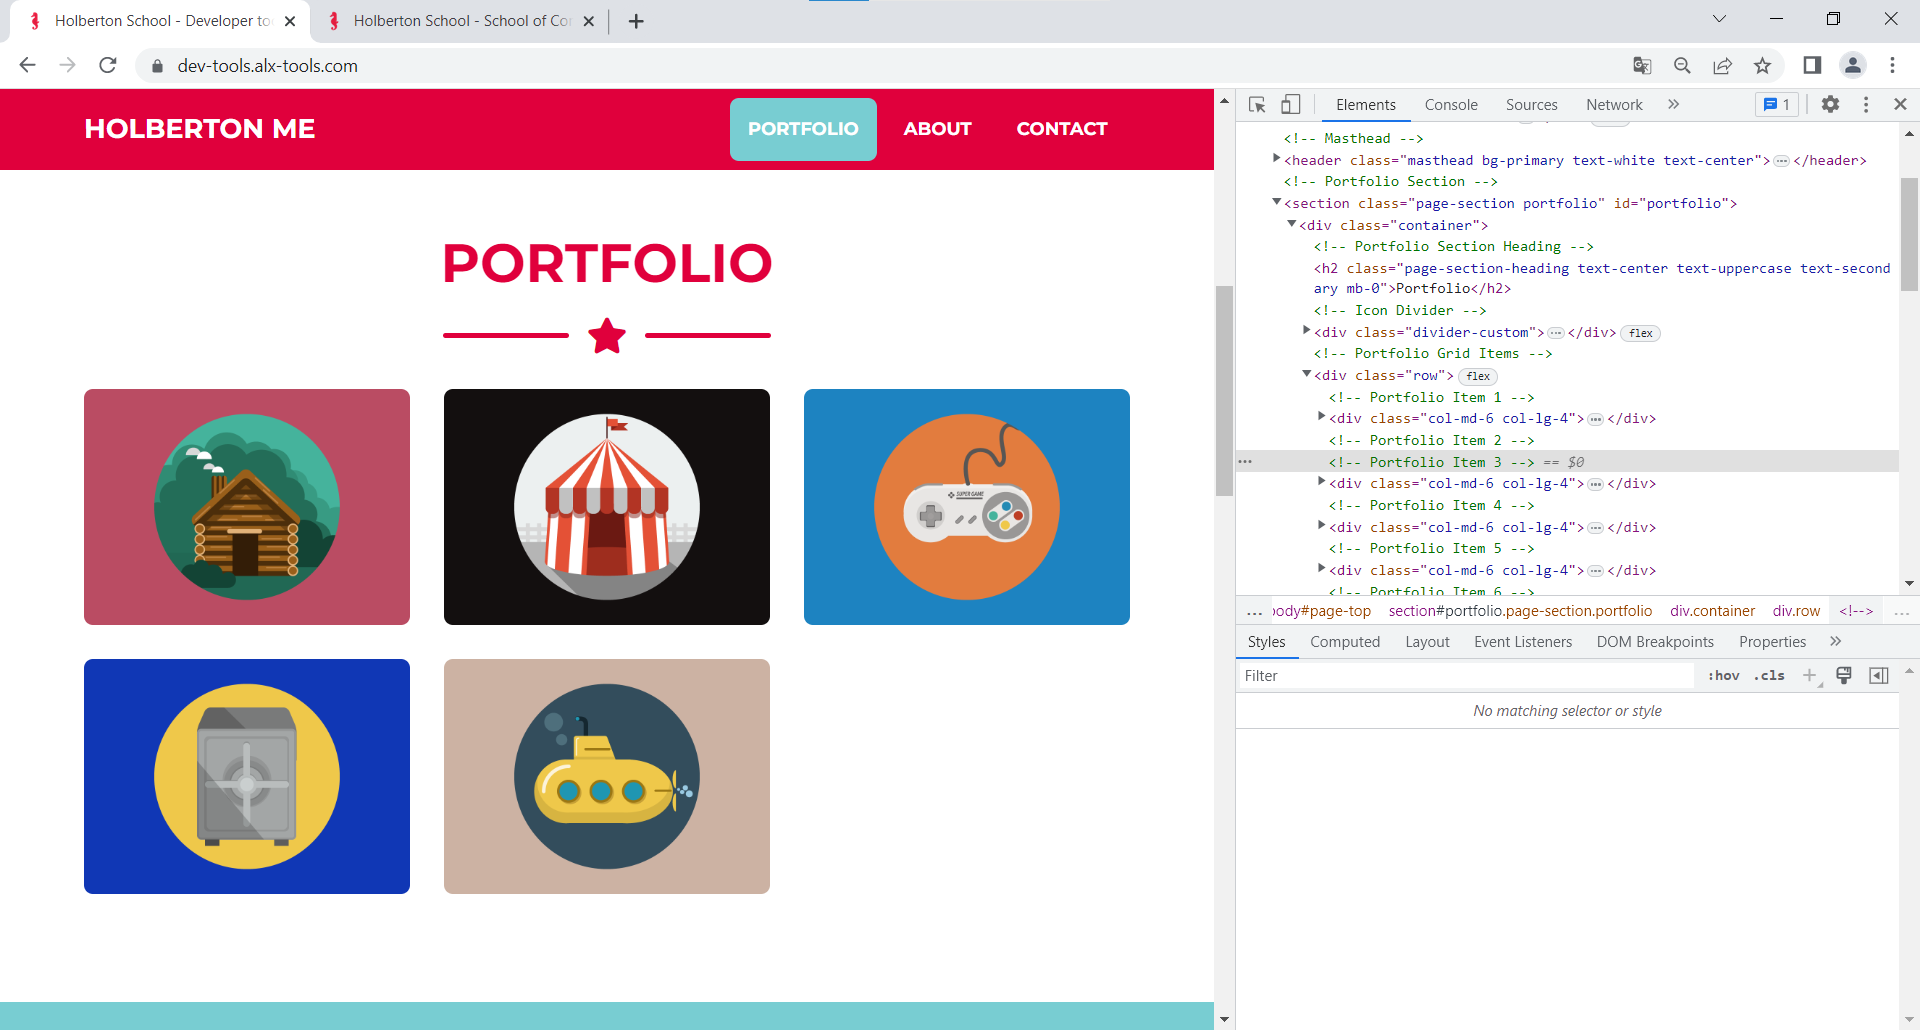 Holberton School - Developer to
Holberton School - School of Co
dev-tools.alx-tools.com
HOLBERTON ME
PORTFOLIO
ABOUT
CONTACT
PORTFOLIO
SUPER GAME
Elements
Console
Sources
Network
1
<!-- Masthead -->
<header class="masthead bg-primary text-white text-center">…</header>
<!-- Portfolio Section -->
<section class="page-section portfolio" id="portfolio">
<div class="container">
<!-- Portfolio Section Heading -->
<h2 class="page-section-heading text-center text-uppercase text-second
ary mb-0">Portfolio</h2>
<!-- Icon Divider -->
<div class="divider-custom">…</div> flex
<!-- Portfolio Grid Items -->
<div class="row"> flex
<!-- Portfolio Item 1 -->
<div class="col-md-6 col-lg-4">…</div>
<!-- Portfolio Item 2 -->
<!-- Portfolio Item 3 --> == $0
<div class="col-md-6 col-lg-4">…</div>
<!-- Portfolio Item 4 -->
<div class="col-md-6 col-lg-4">…</div>
<!-- Portfolio Item 5 -->
<div class="col-md-6 col-lg-4">…</div>
<!-- Portfolio Item 6 -->
... body#page-top section#portfolio.page-section.portfolio div.container div.row <!--> ...
Styles
Computed
Layout
Event Listeners
DOM Breakpoints
Properties
Filter
:hov
.cls
No matching selector or style